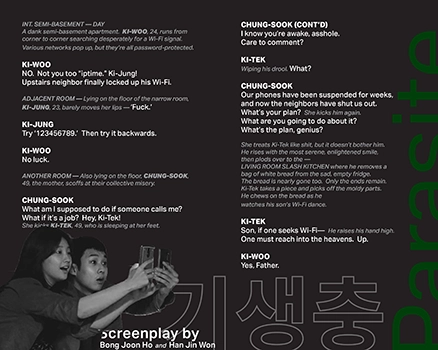 INT. SEMI-BASEMENT — DAY
A dank semi-basement apartment. KI-WOO, 24, runs from
corner to corner searching desperately for a Wi-Fi signal.
Various networks pop up, but they're all password-protected.
KI-WOO
NO. Not you too "iptime." Ki-Jung!
Upstairs neighbor finally locked up his Wi-Fi.
ADJACENT ROOM — Lying on the floor of the narrow room.
KI-JUNG, 23, barely moves her lips — 'Fuck.'
KI-JUNG
Try '123456789.' Then try it backwards.
KI-WOO
No luck.
ANOTHER ROOM — Also lying on the floor, CHUNG-SOOK,
49, the mother, scoffs at their collective misery.
CHUNG-SOOK
What am I supposed to do if someone calls me?
What if it's a job? Hey, Ki-Tek!
She kicks KI-TEK, 49, who is sleeping at her feet.
Screenplay by
Bong Joon Ho and Han Jin Won
CHUNG-SOOK (CONT'D)
I know you're awake, asshole.
Care to comment?
KI-TEK
Wiping his drool. What?
CHUNG-SOOK
Our phones have been suspended for weeks,
and now the neighbors have shut us out.
What's your plan? She kicks him again.
What are you going to do about it?
What's the plan, genius?
She treats Ki-Tek like shit, but it doesn't bother him.
He rises with the most serene, enlightened smile,
then plods over to the —
LIVING ROOM SLASH KITCHEN where he removes a
bag of white bread from the sad, empty fridge.
The bread is nearly gone too. Only the ends remain.
Ki-Tek takes a piece and picks off the moldy parts.
He chews on the bread as he
watches his son's Wi-Fi dance.
KI-TEK
Son, if one seeks Wi-Fi— He raises his hand high.
One must reach into the heavens. Up.
KI-WOO
Yes, Father.
기생충
Parasite